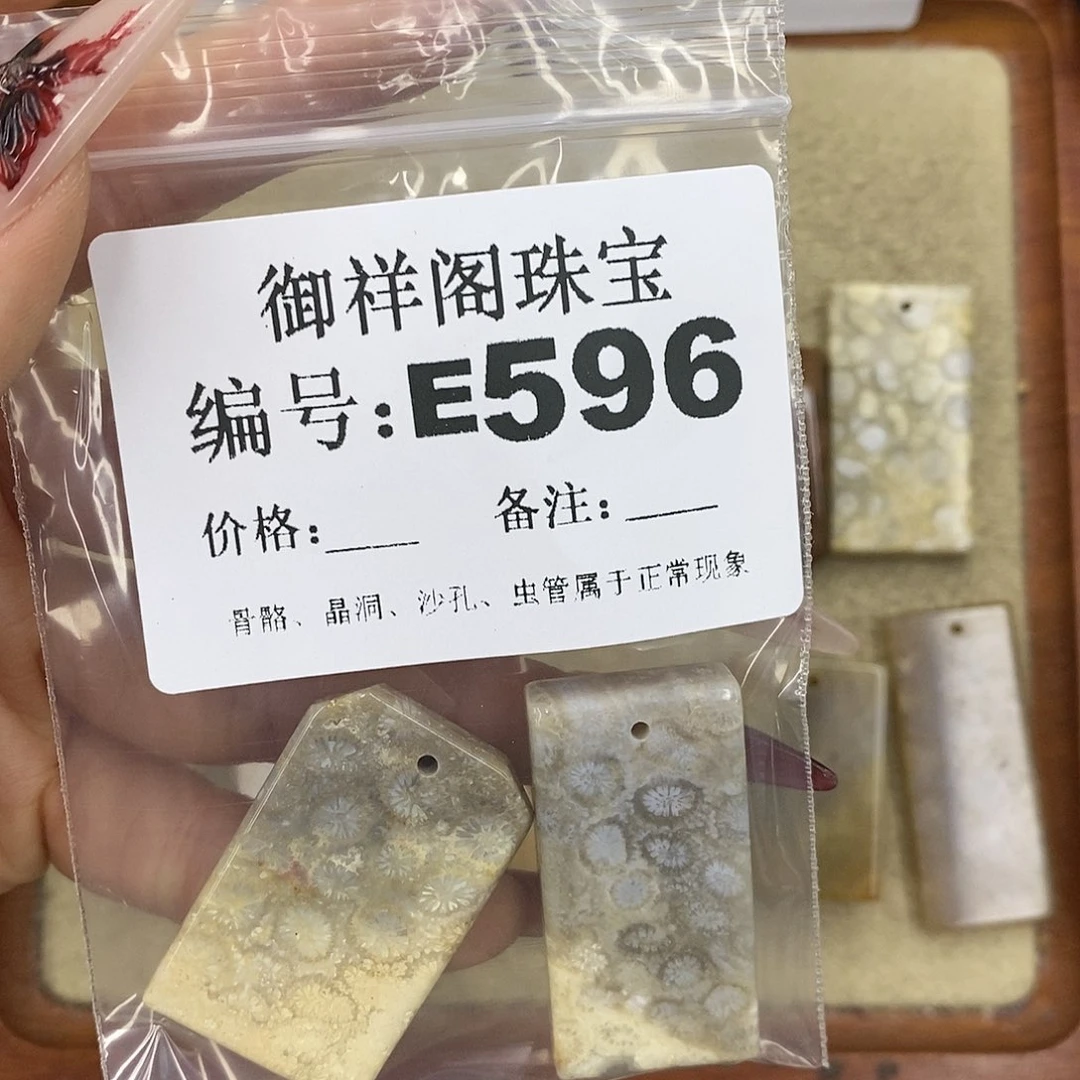 御祥阁珠宝
编号:E596
价格:____ 备注:____
骨骼、晶洞、沙孔、虫管属于正常现象